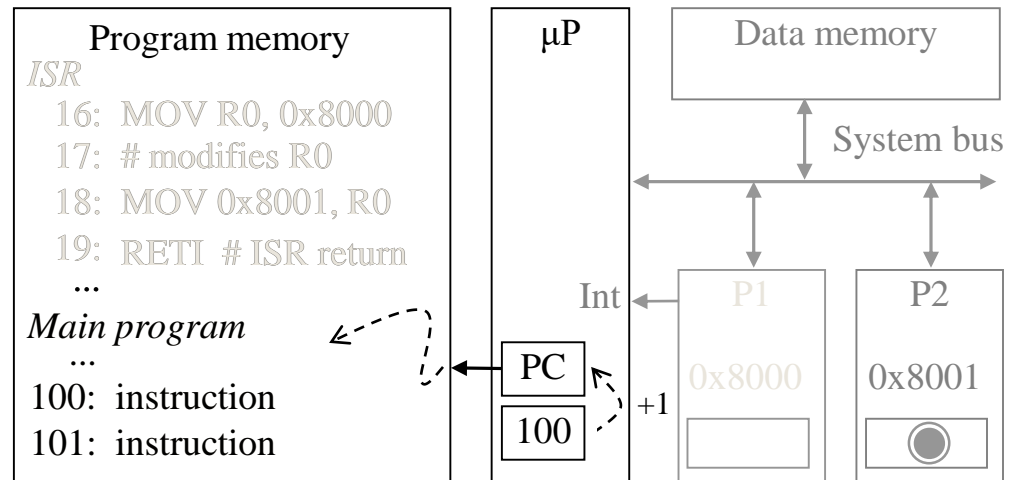 Program memory
ISR
16: MOV R0, 0x8000
17: # modifies R0
18: MOV 0x8001, R0
19: RETI # ISR return
...
Main program
...
100: instruction
101: instruction
μP
Int
PC
100
+1
Data memory
System bus
P1
0x8000
P2
0x8001